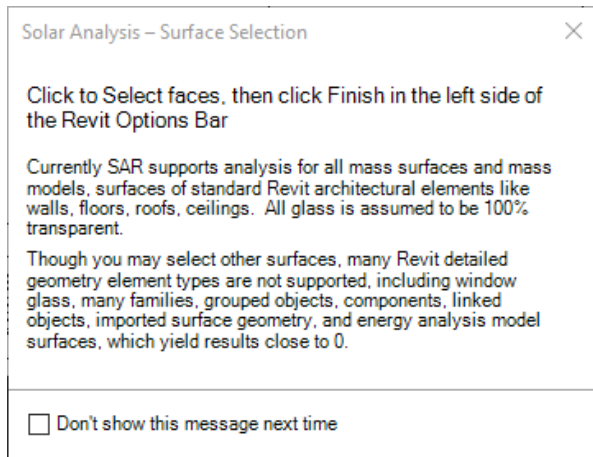 Solar Analysis – Surface Selection
Click to Select faces, then click Finish in the left side of
the Revit Options Bar
Currently SAR supports analysis for all mass surfaces and mass
models, surfaces of standard Revit architectural elements like
walls, floors, roofs, ceilings.  All glass is assumed to be 100%
transparent.
Though you may select other surfaces, many Revit detailed
geometry element types are not supported, including window
glass, many families, grouped objects, components, linked
objects, imported surface geometry, and energy analysis model
surfaces, which yield results close to 0.
Don't show this message next time